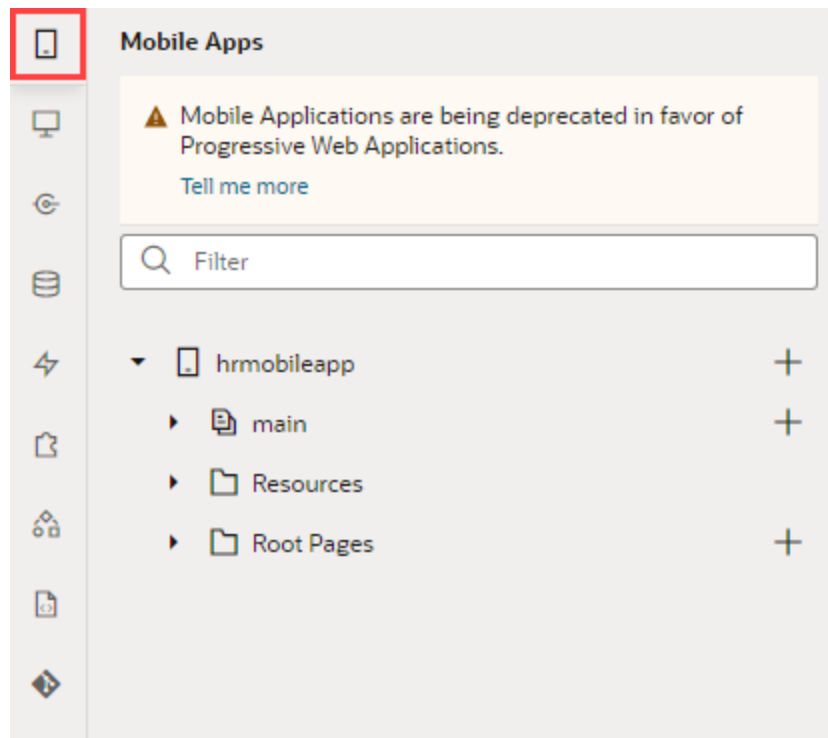 Mobile Apps
Mobile Applications are being deprecated in favor of
Progressive Web Applications.
Tell me more
Filter
hrmobileapp
main
Resources
Root Pages